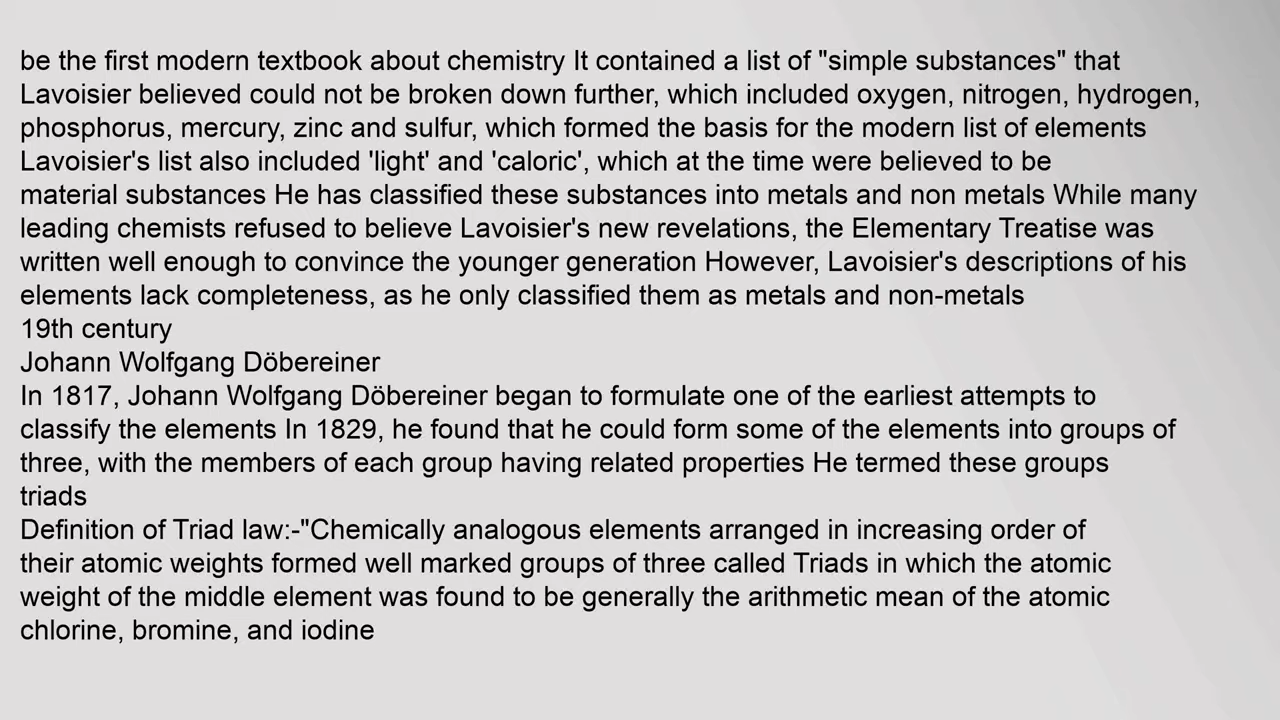 be the first modern textbook about chemistry It contained a list of "simple substances" that
Lavoisier believed could not be broken down further, which included oxygen, nitrogen, hydrogen,
phosphorus, mercury, zinc and sulfur, which formed the basis for the modern list of elements
Lavoisier's list also included 'light' and 'caloric', which at the time were believed to be
material substances He has classified these substances into metals and non metals While many
leading chemists refused to believe Lavoisier's new revelations, the Elementary Treatise was
written well enough to convince the younger generation However, Lavoisier's descriptions of his
elements lack completeness, as he only classified them as metals and non-metals
19th century
Johann Wolfgang Döbereiner
In 1817, Johann Wolfgang Döbereiner began to formulate one of the earliest attempts to
classify the elements In 1829, he found that he could form some of the elements into groups of
three, with the members of each group having related properties He termed these groups
triads
Definition of Triad law:-"Chemically analogous elements arranged in increasing order of
their atomic weights formed well marked groups of three called Triads in which the atomic
weight of the middle element was found to be generally the arithmetic mean of the atomic
chlorine, bromine, and iodine